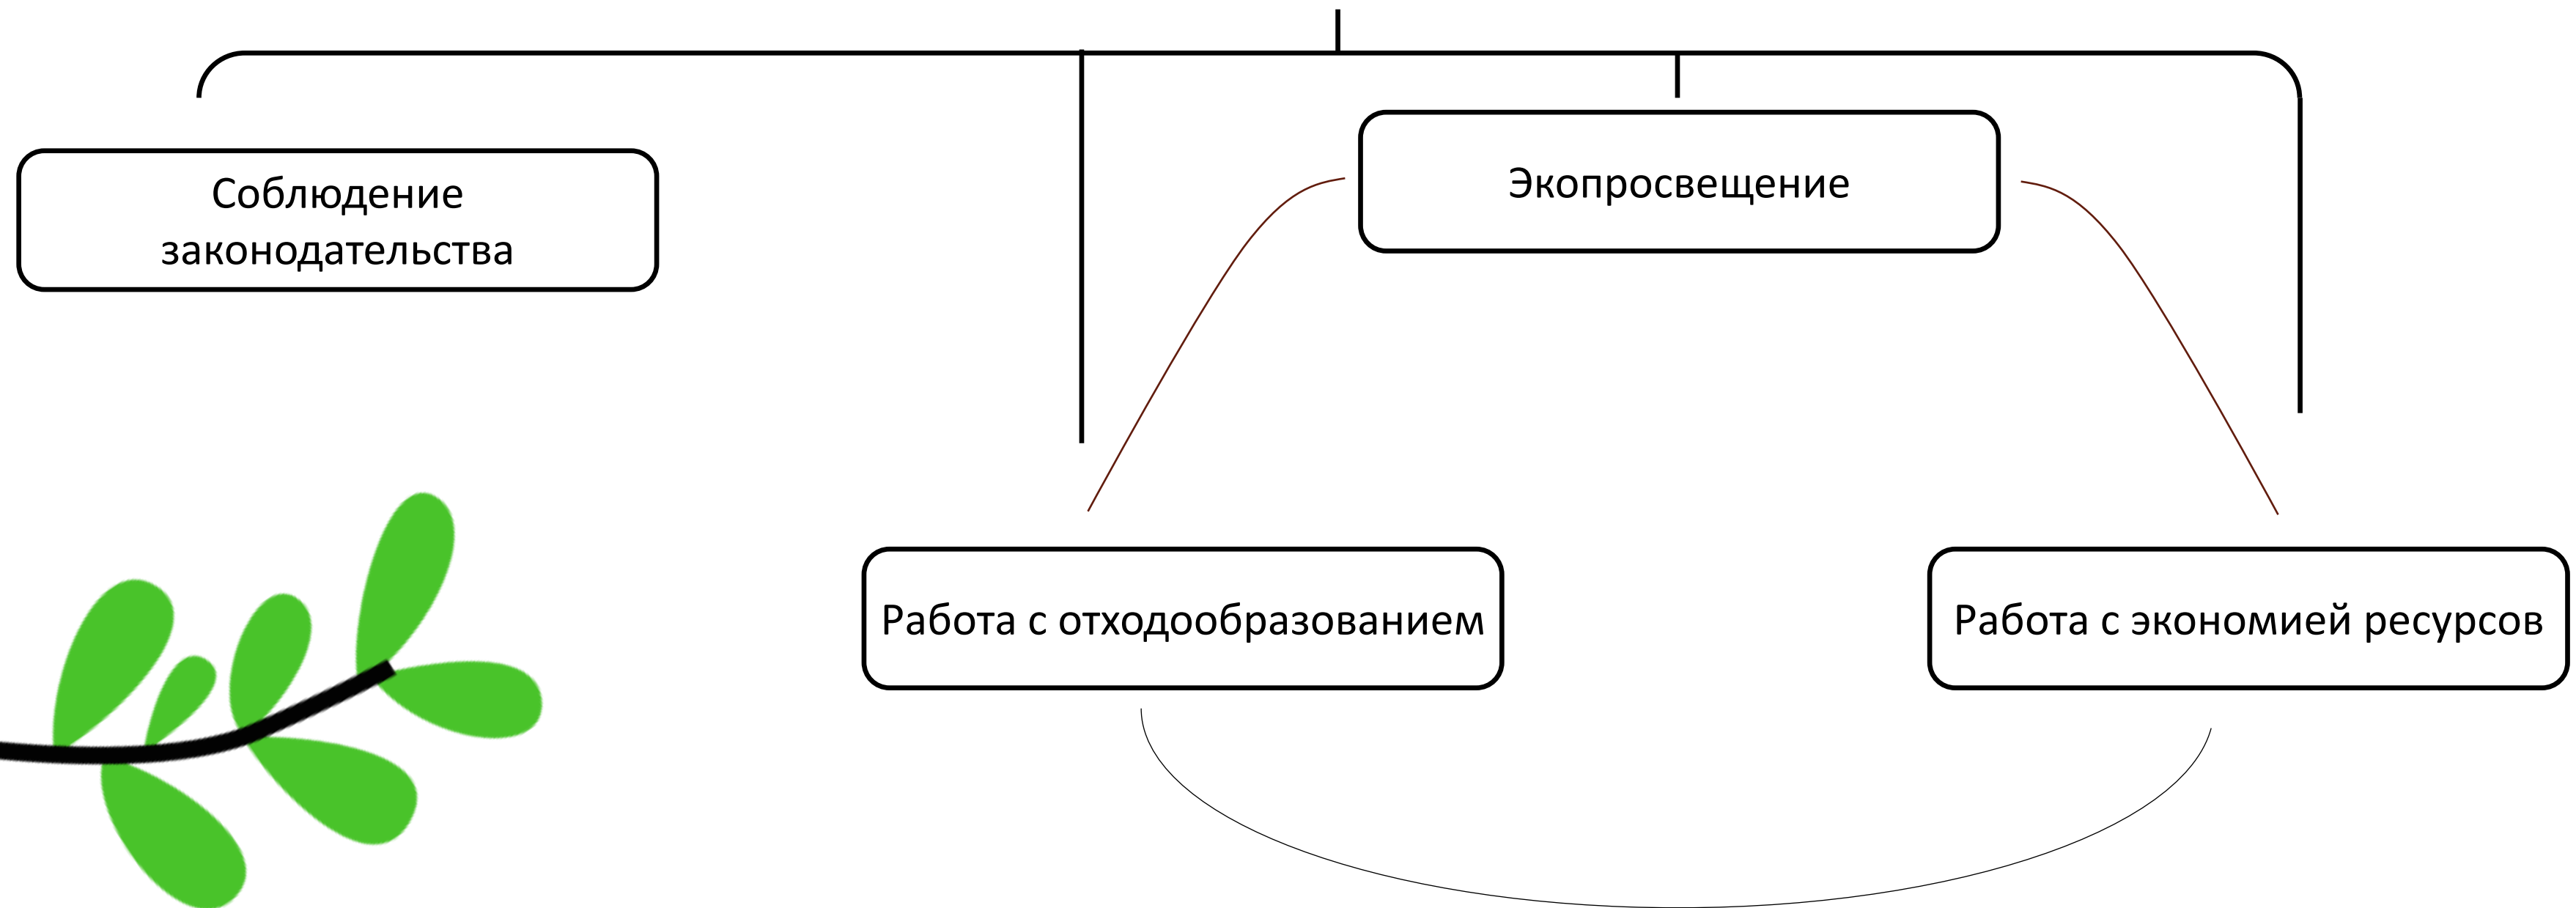 Соблюдение
законодательства
Экопросвещение
Работа с отходообразованием
Работа с экономией ресурсов